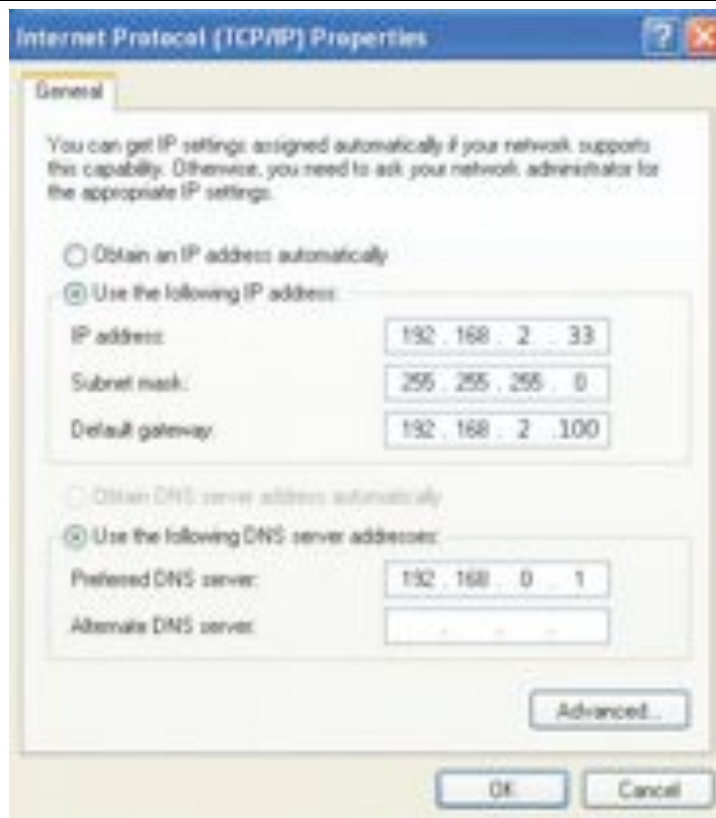 Internet Protocol (TCP/IP) Properties
General
You can get IP settings assigned automatically if your network supports
this capability. Otherwise, you need to ask your network administrator for
the appropriate IP settings.
Obtain an IP address automatically
Use the following IP address:
IP address: 192 . 168 . 2 . 33
Subnet mask: 255 . 255 . 255 . 0
Default gateway: 192 . 168 . 2 .100
Obtain DNS server address automatically
Use the following DNS server addresses:
Preferred DNS server: 192 . 168 . 0 . 1
Alternate DNS server: . . .
Advanced...
OK Cancel